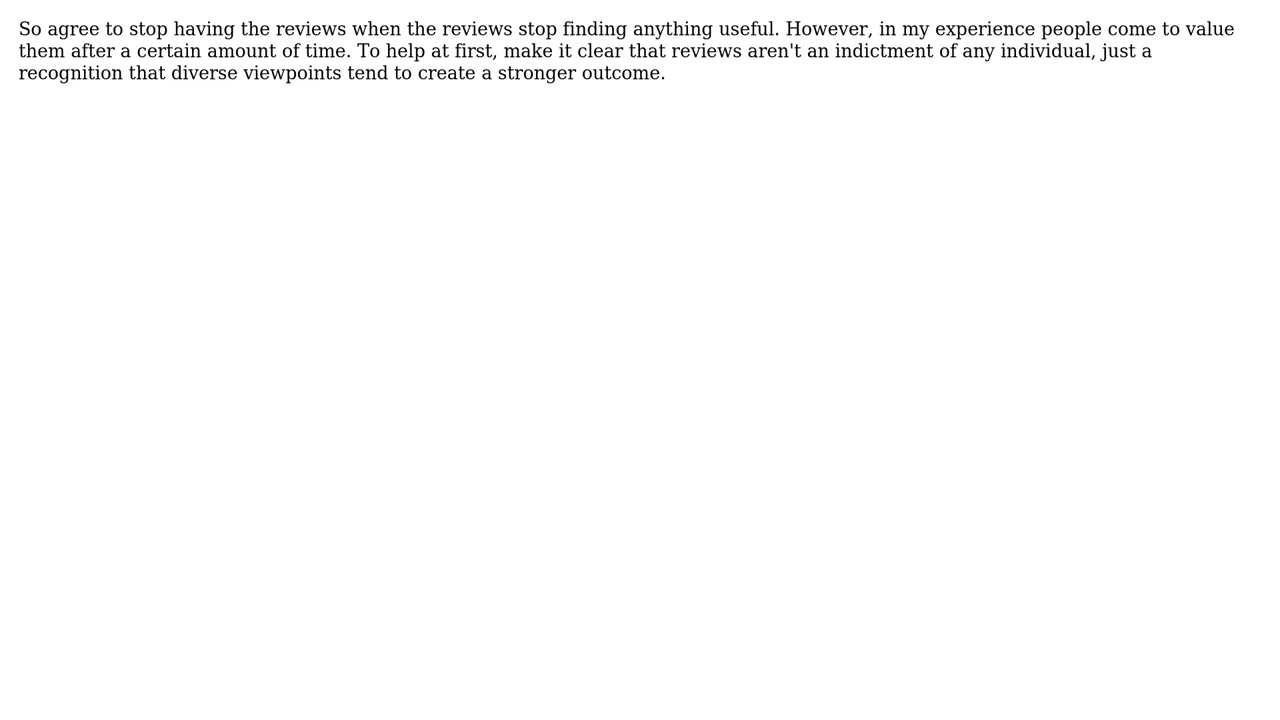 So agree to stop having the reviews when the reviews stop finding anything useful. However, in my experience people come to value
them after a certain amount of time. To help at first, make it clear that reviews aren't an indictment of any individual, just a
recognition that diverse viewpoints tend to create a stronger outcome.